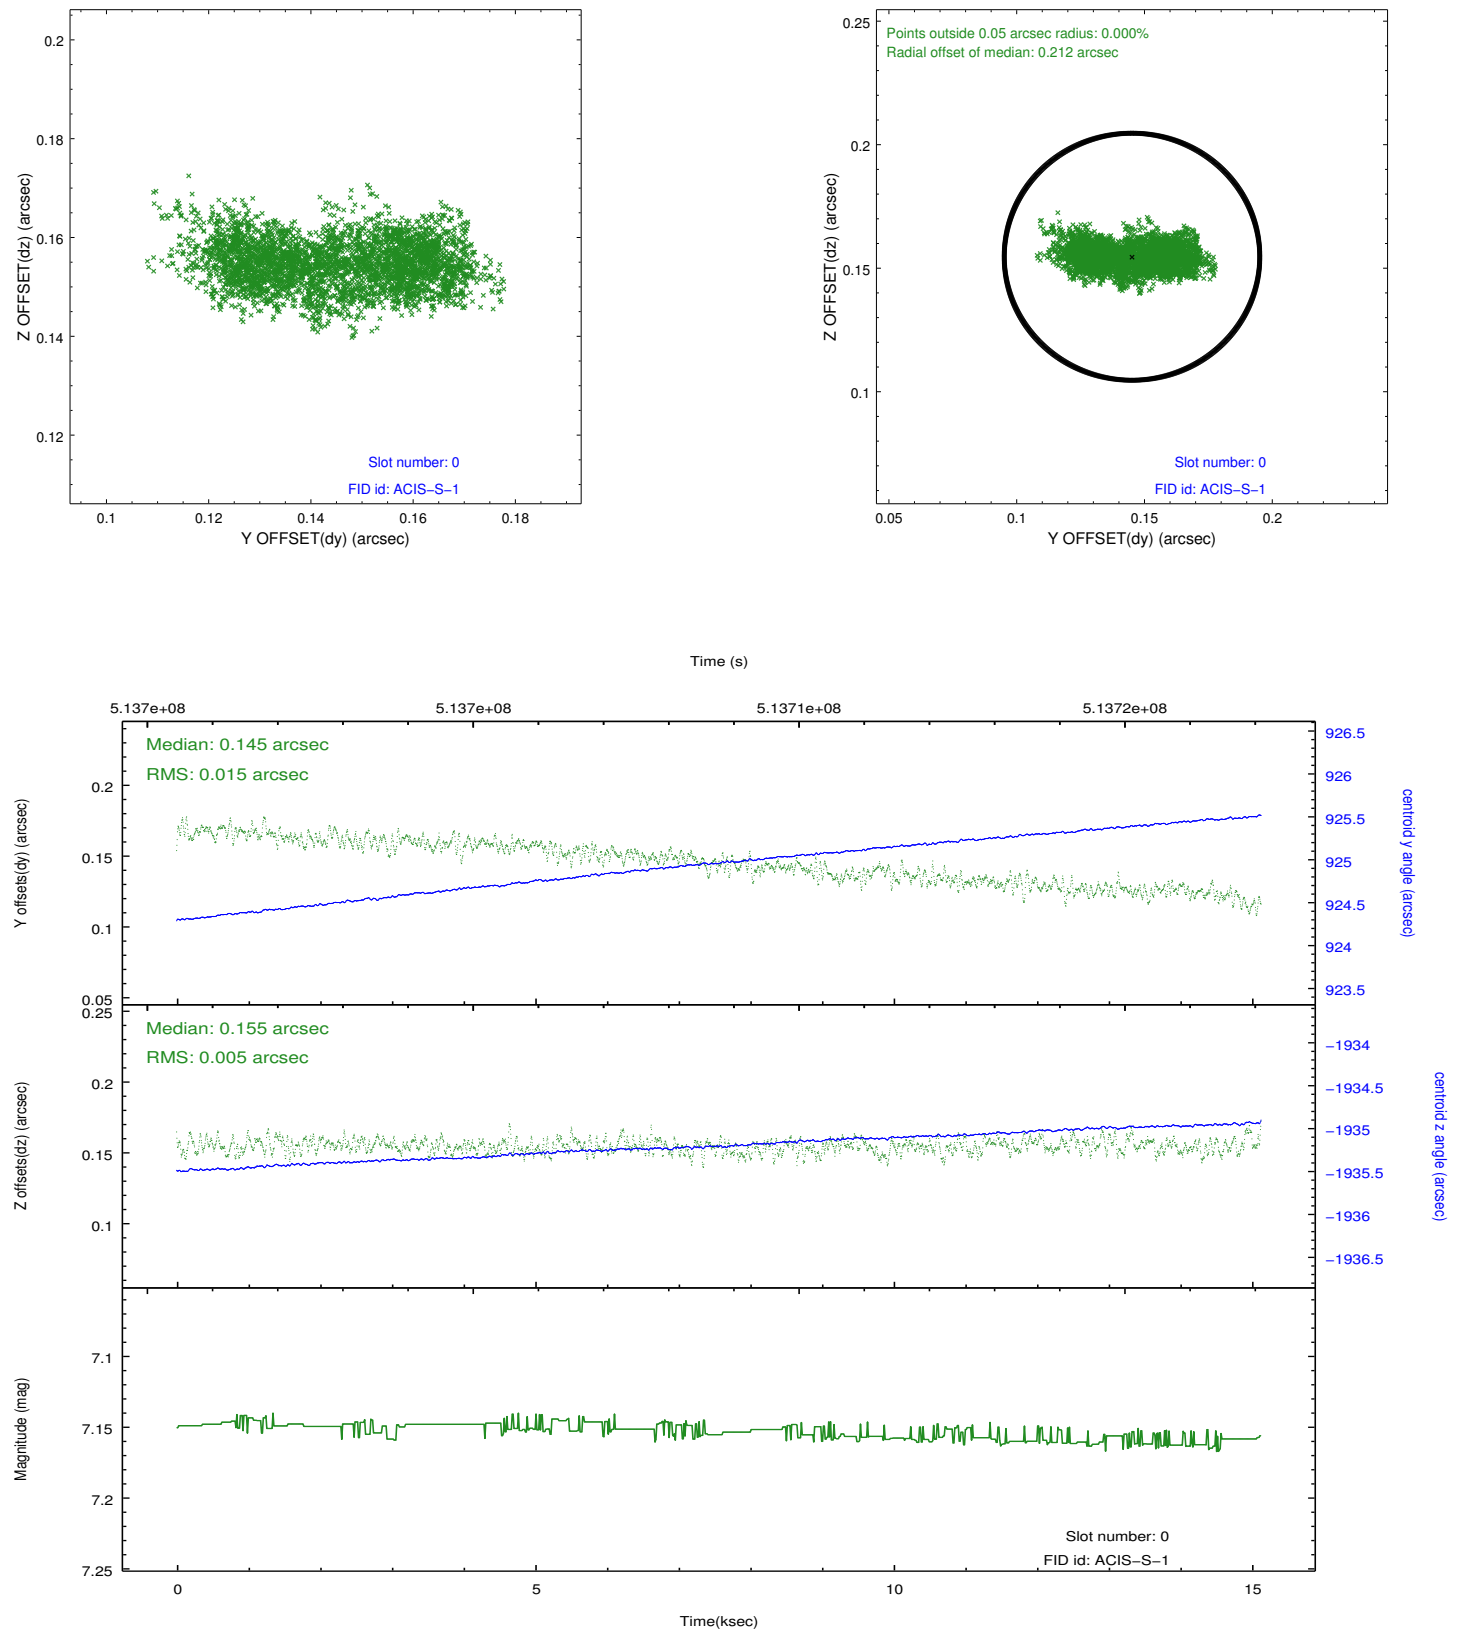 0.2
0.18
0.16
0.14
0.12
Z OFFSET(dz) (arcsec)
Slot number: 0
FID id: ACIS−S−1
0.1 0.12 0.14 0.16 0.18
Y OFFSET(dy) (arcsec)
0.25
0.2
0.15
0.1
Z OFFSET(dz) (arcsec)
Points outside 0.05 arcsec radius: 0.000%
Radial offset of median: 0.212 arcsec
Slot number: 0
FID id: ACIS−S−1
0.05 0.1 0.15 0.2
Y OFFSET(dy) (arcsec)
Time (s)
5.137e+08 5.137e+08 5.1371e+08 5.1372e+08
Median: 0.145 arcsec
RMS: 0.015 arcsec
0.2
0.15
0.1
0.05
Y offsets(dy) (arcsec)
926.5
926
925.5
925
924.5
924
923.5
centroid y angle (arcsec)
Median: 0.155 arcsec
RMS: 0.005 arcsec
0.25
0.2
0.15
0.1
Z offsets(dz) (arcsec)
−1934
−1934.5
−1935
−1935.5
−1936
−1936.5
centroid z angle (arcsec)
7.1
7.15
7.2
7.25
Magnitude (mag)
Slot number: 0
FID id: ACIS−S−1
0 5 10 15
Time(ksec)